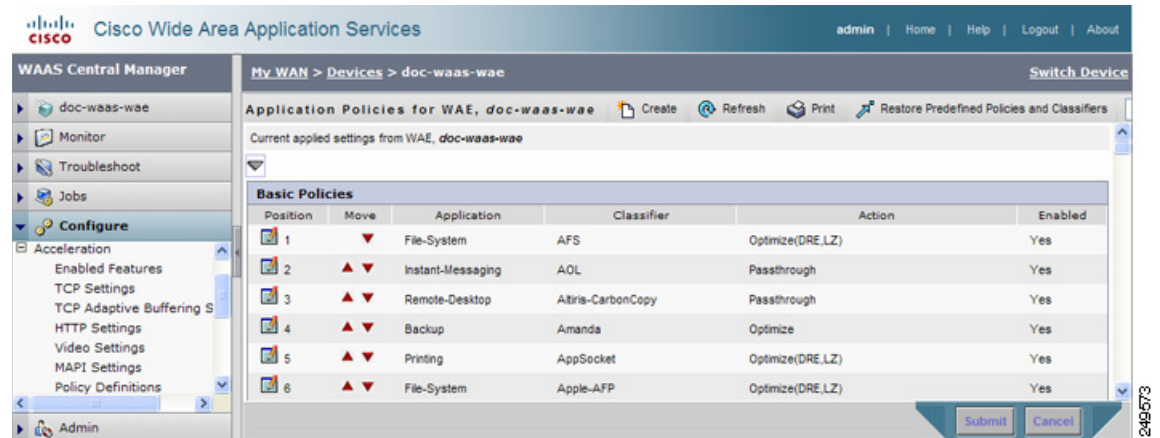 CISCO Cisco Wide Area Application Services
admin | Home | Help | Logout | About
WAAS Central Manager
My WAN > Devices > doc-waas-wae
Switch Device
doc-waas-wae
Monitor
Troubleshoot
Jobs
Configure
Acceleration
Enabled Features
TCP Settings
TCP Adaptive Buffering S
HTTP Settings
Video Settings
MAPI Settings
Policy Definitions
Admin
Application Policies for WAE, doc-waas-wae Create Refresh Print Restore Predefined Policies and Classifiers
Current applied settings from WAE, doc-waas-wae
Basic Policies
Position Move Application Classifier Action Enabled
1 File-System AFS Optimize(DRE,LZ) Yes
2 Instant-Messaging AOL Passthrough Yes
3 Remote-Desktop Altiris-CarbonCopy Passthrough Yes
4 Backup Amanda Optimize Yes
5 Printing AppSocket Optimize(DRE,LZ) Yes
6 File-System Apple-AFP Optimize(DRE,LZ) Yes
Submit Cancel
249573